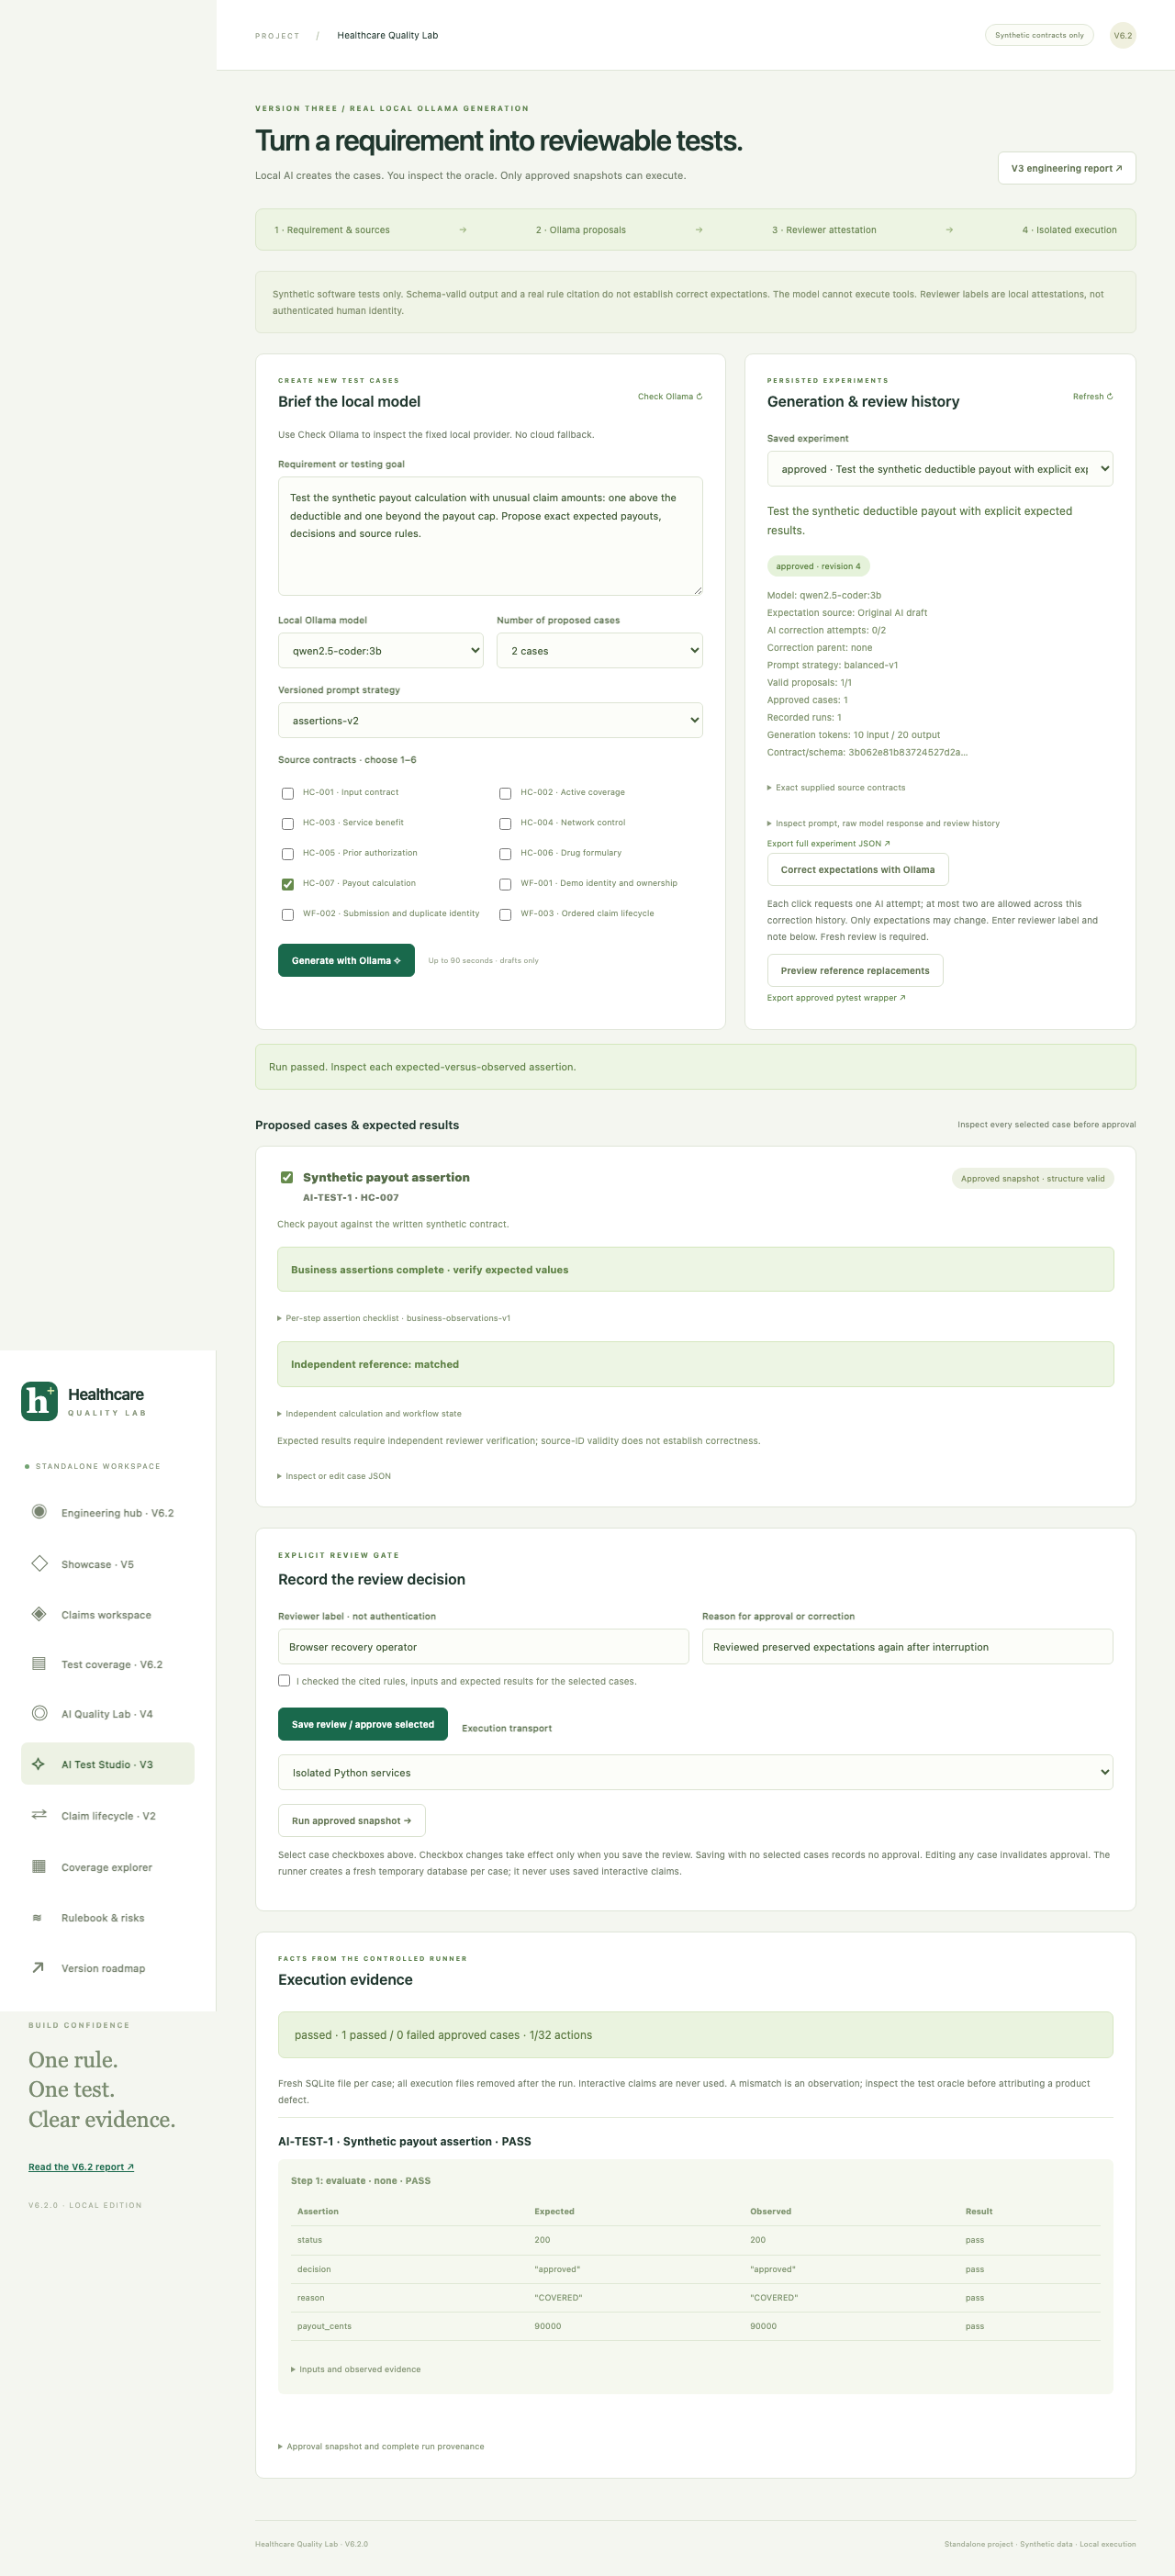 PROJECT / Healthcare Quality Lab
Synthetic contracts only
V6.2
VERSION THREE / REAL LOCAL OLLAMA GENERATION
Turn a requirement into reviewable tests.
Local AI creates the cases. You inspect the oracle. Only approved snapshots can execute.
V3 engineering report ↗
1 · Requirement & sources → 2 · Ollama proposals → 3 · Reviewer attestation → 4 · Isolated execution
Synthetic software tests only. Schema-valid output and a real rule citation do not establish correct expectations. The model cannot execute tools. Reviewer labels are local attestations, not
authenticated human identity.
CREATE NEW TEST CASES
Brief the local model
Check Ollama ↻
Use Check Ollama to inspect the fixed local provider. No cloud fallback.
Requirement or testing goal
Test the synthetic payout calculation with unusual claim amounts: one above the
deductible and one beyond the payout cap. Propose exact expected payouts,
decisions and source rules.
Local Ollama model
Number of proposed cases
qwen2.5-coder:3b
2 cases
Versioned prompt strategy
assertions-v2
Source contracts · choose 1–6
HC-001 · Input contract
HC-002 · Active coverage
HC-003 · Service benefit
HC-004 · Network control
HC-005 · Prior authorization
HC-006 · Drug formulary
HC-007 · Payout calculation
WF-001 · Demo identity and ownership
WF-002 · Submission and duplicate identity
WF-003 · Ordered claim lifecycle
Generate with Ollama ✧
Up to 90 seconds · drafts only
PERSISTED EXPERIMENTS
Generation & review history
Refresh ↻
Saved experiment
approved · Test the synthetic deductible payout with explicit exp
Test the synthetic deductible payout with explicit expected
results.
approved · revision 4
Model: qwen2.5-coder:3b
Expectation source: Original AI draft
AI correction attempts: 0/2
Correction parent: none
Prompt strategy: balanced-v1
Valid proposals: 1/1
Approved cases: 1
Recorded runs: 1
Generation tokens: 10 input / 20 output
Contract/schema: 3b062e81b83724527d2a...
▸ Exact supplied source contracts
▸ Inspect prompt, raw model response and review history
Export full experiment JSON ↗
Correct expectations with Ollama
Each click requests one AI attempt; at most two are allowed across this
correction history. Only expectations may change. Enter reviewer label and
note below. Fresh review is required.
Preview reference replacements
Export approved pytest wrapper ↗
Run passed. Inspect each expected-versus-observed assertion.
Proposed cases & expected results
Inspect every selected case before approval
Synthetic payout assertion
AI-TEST-1 · HC-007
Approved snapshot · structure valid
Check payout against the written synthetic contract.
Business assertions complete · verify expected values
▸ Per-step assertion checklist · business-observations-v1
Independent reference: matched
▸ Independent calculation and workflow state
Expected results require independent reviewer verification; source-ID validity does not establish correctness.
▸ Inspect or edit case JSON
EXPLICIT REVIEW GATE
Record the review decision
Reviewer label · not authentication
Reason for approval or correction
Browser recovery operator
Reviewed preserved expectations again after interruption
I checked the cited rules, inputs and expected results for the selected cases.
Save review / approve selected
Execution transport
Isolated Python services
Run approved snapshot →
Select case checkboxes above. Checkbox changes take effect only when you save the review. Saving with no selected cases records no approval. Editing any case invalidates approval. The
runner creates a fresh temporary database per case; it never uses saved interactive claims.
FACTS FROM THE CONTROLLED RUNNER
Execution evidence
passed · 1 passed / 0 failed approved cases · 1/32 actions
Fresh SQLite file per case; all execution files removed after the run. Interactive claims are never used. A mismatch is an observation; inspect the test oracle before attributing a product
defect.
AI-TEST-1 · Synthetic payout assertion · PASS
Step 1: evaluate · none · PASS
Assertion Expected Observed Result
status 200 200 pass
decision "approved" "approved" pass
reason "COVERED" "COVERED" pass
payout_cents 90000 90000 pass
▸ Inputs and observed evidence
▸ Approval snapshot and complete run provenance
h+
Healthcare
QUALITY LAB
STANDALONE WORKSPACE
Engineering hub · V6.2
Showcase · V5
Claims workspace
Test coverage · V6.2
AI Quality Lab · V4
AI Test Studio · V3
Claim lifecycle · V2
Coverage explorer
Rulebook & risks
Version roadmap
BUILD CONFIDENCE
One rule.
One test.
Clear evidence.
Read the V6.2 report ↗
V6.2.0 · LOCAL EDITION
Healthcare Quality Lab · V6.2.0
Standalone project · Synthetic data · Local execution